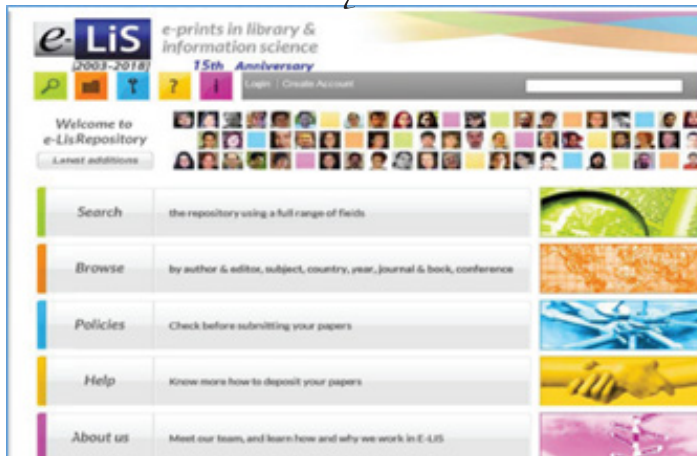 e-LiS
e-prints in library &
information science
[2003-2018] 15th Anniversary
? i
Login Create Account
Welcome to
e-LisRepository
Latest additions
Search the repository using a full range of fields
Browse by author & editor, subject, country, year, journal & book, conference
Policies Check before submitting your papers
Help Know more how to deposit your papers
About us Meet our team, and learn how and why we work in E-LIS